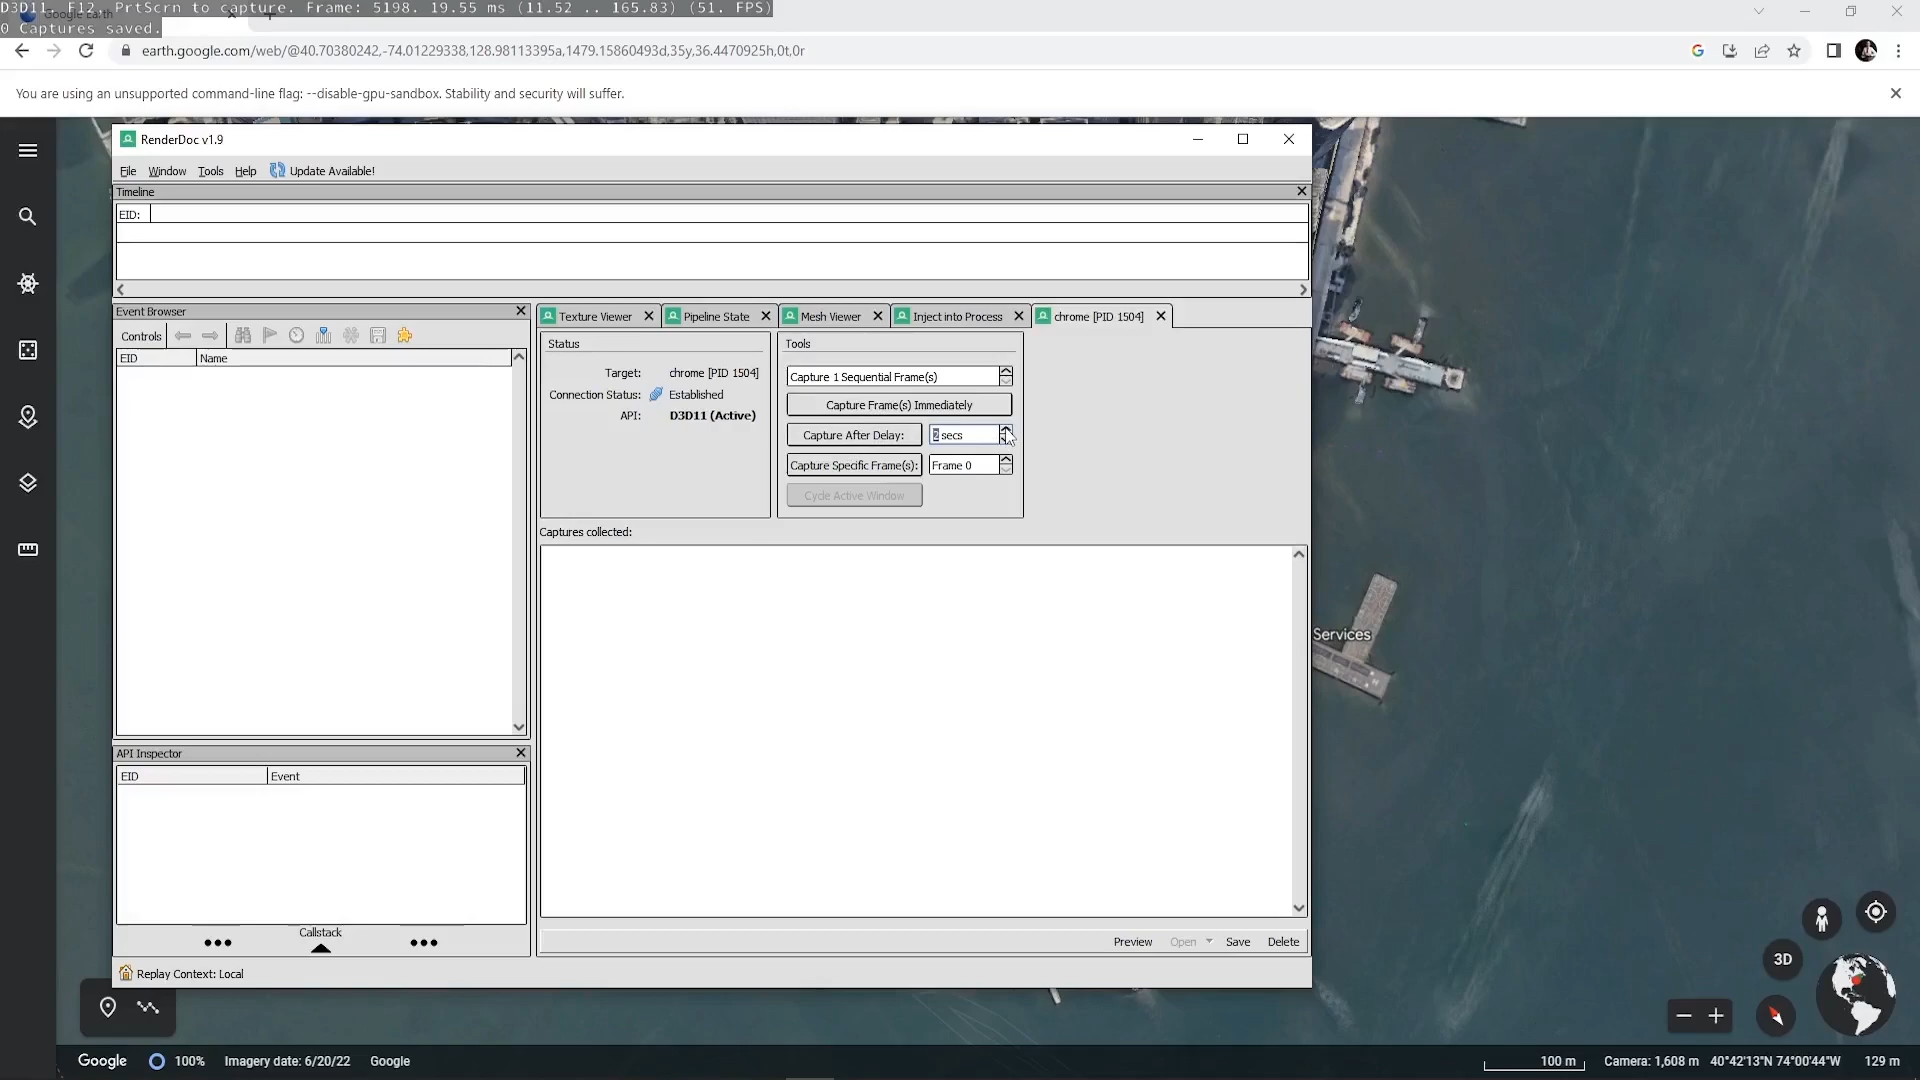 D3D11. F12, PrtScrn to capture. Frame: 5198. 19.55 ms (11.52 .. 165.83) (51. FPS)
0 Captures saved.
Google Earth
earth.google.com/web/@40.70380242,-74.01229338,128.98113395a,1479.15860493d,35y,36.4470925h,0t,0r
You are using an unsupported command-line flag: --disable-gpu-sandbox. Stability and security will suffer.
RenderDoc v1.9
File Window Tools Help Update Available!
Timeline
EID:
Event Browser
Controls
EID Name
Texture Viewer Pipeline State Mesh Viewer Inject into Process chrome [PID 1504]
Status
Target: chrome [PID 1504]
Connection Status: Established
API: D3D11 (Active)
Tools
Capture 1 Sequential Frame(s)
Capture Frame(s) Immediately
Capture After Delay: 2 secs
Capture Specific Frame(s): Frame 0
Cycle Active Window
Captures collected:
Services
API Inspector
EID Event
Callstack
Preview Open Save Delete
Replay Context: Local
3D
Google 100% Imagery date: 6/20/22 Google
100 m Camera: 1,608 m 40°42'13"N 74°00'44"W 129 m